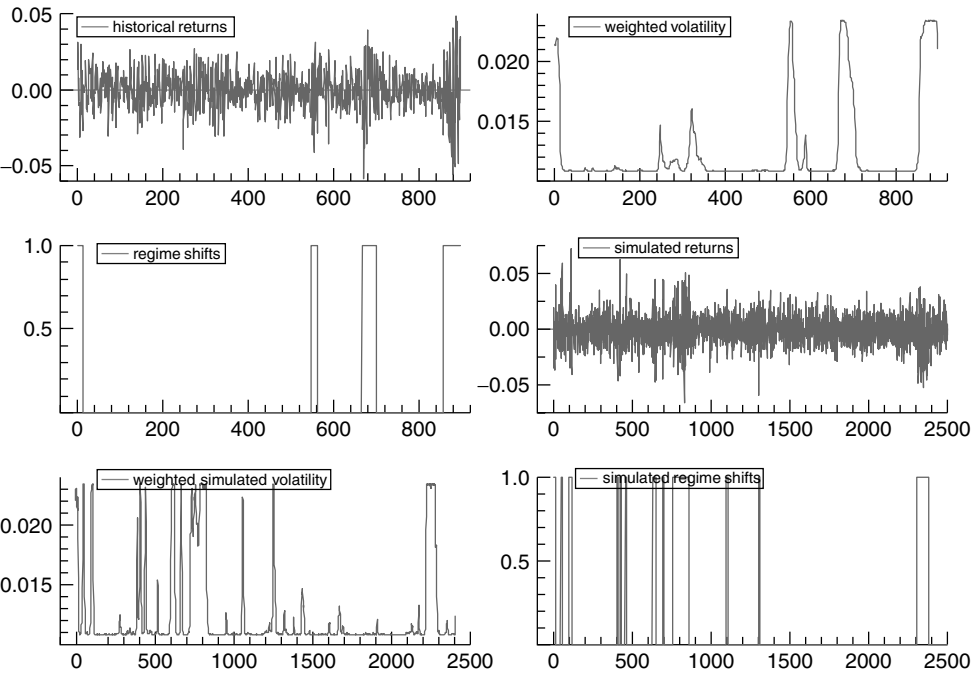 0.05
historical returns
0.00
−0.05
0 200 400 600 800
weighted volatility
0.020
0.015
0 200 400 600 800
1.0
regime shifts
0.5
0 200 400 600 800
simulated returns
0.05
0.00
−0.05
0 500 1000 1500 2000 2500
weighted simulated volatility
0.020
0.015
0 500 1000 1500 2000 2500
1.0
simulated regime shifts
0.5
0 500 1000 1500 2000 2500